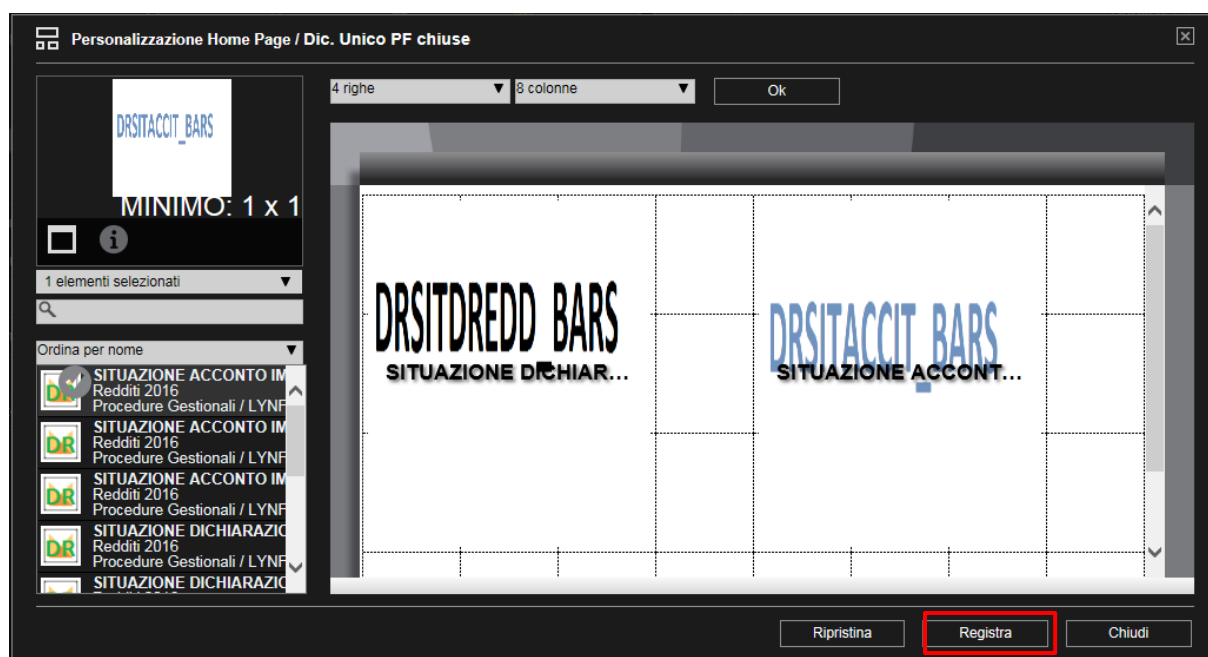 Personalizzazione Home Page / Dic. Unico PF chiuse
DRSITACCIT_BARS
MINIMO: 1 x 1
1 elementi selezionati
Ordina per nome
SITUAZIONE ACCONTO IM
Redditi 2016
Procedure Gestionali / LYNF
SITUAZIONE ACCONTO IM
Redditi 2016
Procedure Gestionali / LYNF
SITUAZIONE ACCONTO IM
Redditi 2016
Procedure Gestionali / LYNF
SITUAZIONE DICHIARAZIO
Redditi 2016
Procedure Gestionali / LYNF
SITUAZIONE DICHIARAZIO
4 righe
8 colonne
Ok
DRSITDREDD_BARS
SITUAZIONE DICHIAR...
DRSITACCIT_BARS
SITUAZIONE ACCONT...
Ripristina
Registra
Chiudi